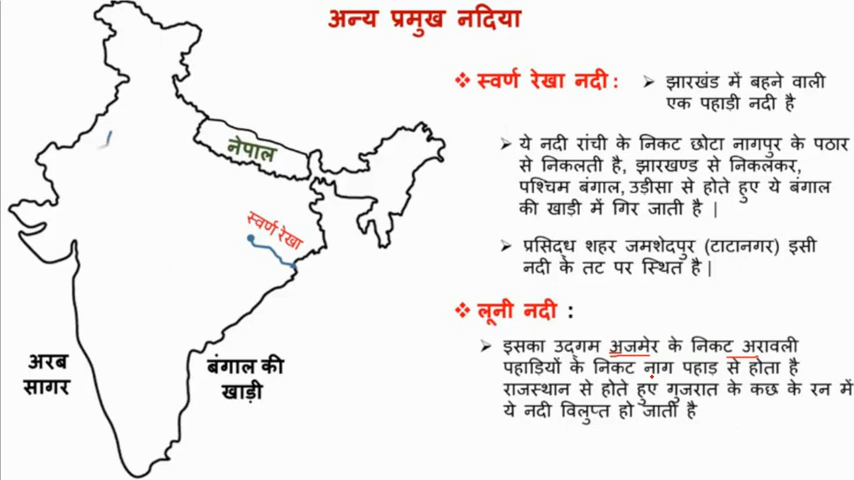 अन्य प्रमुख नदिया
❖ स्वर्ण रेखा नदी : ➢ झारखंड में बहने वाली
एक पहाड़ी नदी है
➢ ये नदी रांची के निकट छोटा नागपुर के पठार
से निकलती है, झारखण्ड से निकलकर,
पश्चिम बंगाल, उड़ीसा से होते हुए ये बंगाल
की खाड़ी में गिर जाती है |
➢ प्रसिद्ध शहर जमशेदपुर (टाटानगर) इसी
नदी के तट पर स्थित है |
❖ लूनी नदी :
➢ इसका उद्गम अजमेर के निकट अरावली
पहाड़ियों के निकट नाग पहाड़ से होता है
राजस्थान से होते हुए गुजरात के कछ के रन में
ये नदी विलुप्त हो जाती है
नेपाल
स्वर्ण रेखा
अरब
सागर
बंगाल की
खाड़ी